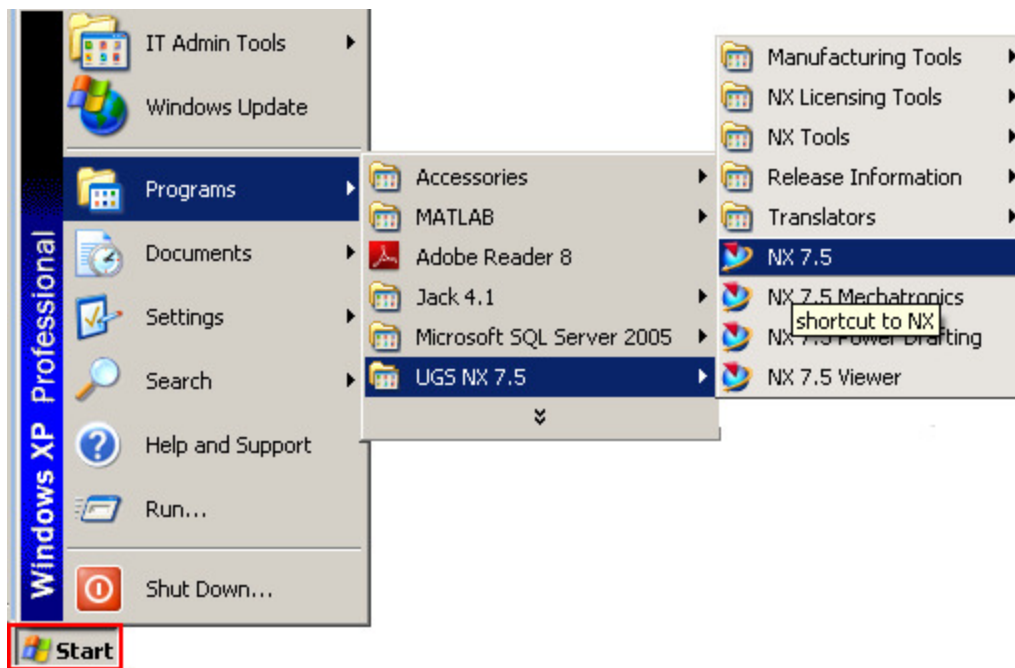 IT Admin Tools
Windows Update
Programs
Documents
Settings
Search
Help and Support
Run...
Shut Down...
Windows XP Professional
Start
Accessories
MATLAB
Adobe Reader 8
Jack 4.1
Microsoft SQL Server 2005
UGS NX 7.5
Manufacturing Tools
NX Licensing Tools
NX Tools
Release Information
Translators
NX 7.5
NX 7.5 Mechatronics
shortcut to NX
NX 7.5 Power Drafting
NX 7.5 Viewer